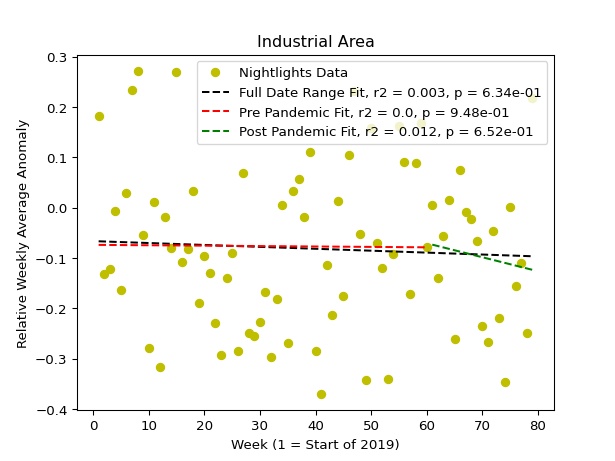 Industrial Area
0.3
0.2
0.1
0.0
−0.1
−0.2
−0.3
−0.4
Relative Weekly Average Anomaly
Nightlights Data
Full Date Range Fit, r2 = 0.003, p = 6.34e-01
Pre Pandemic Fit, r2 = 0.0, p = 9.48e-01
Post Pandemic Fit, r2 = 0.012, p = 6.52e-01
0 10 20 30 40 50 60 70 80
Week (1 = Start of 2019)